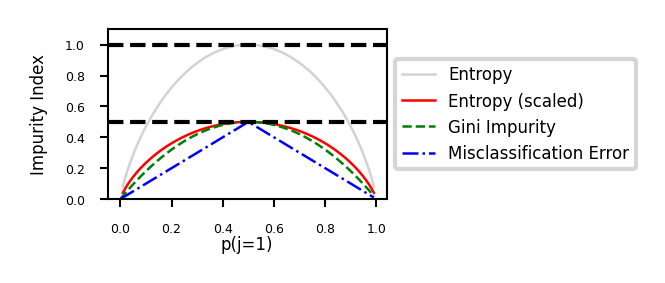 Impurity Index
1.0
0.8
0.6
0.4
0.2
0.0
0.0 0.2 0.4 0.6 0.8 1.0
p(j=1)
Entropy
Entropy (scaled)
Gini Impurity
Misclassification Error